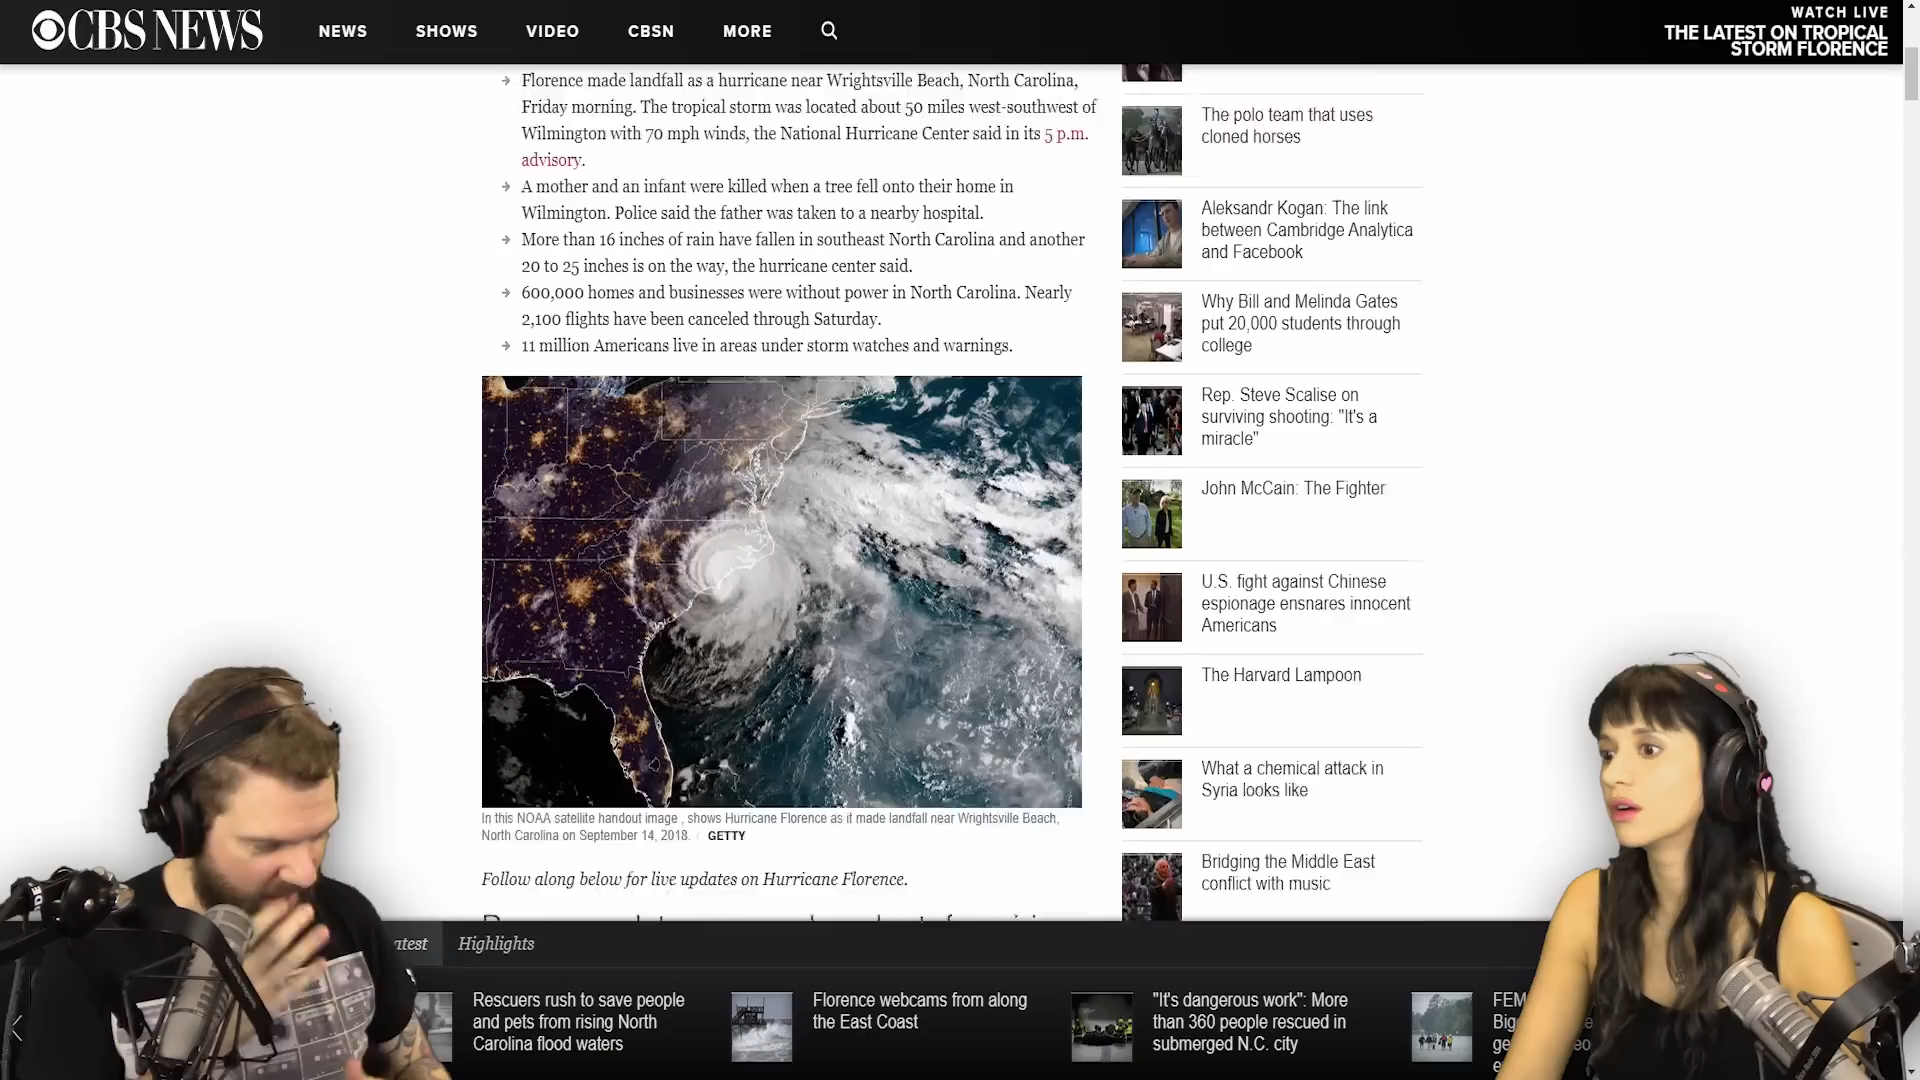 CBS NEWS
NEWS
SHOWS
VIDEO
CBSN
MORE
WATCH LIVE
THE LATEST ON TROPICAL
STORM FLORENCE
Florence made landfall as a hurricane near Wrightsville Beach, North Carolina,
Friday morning. The tropical storm was located about 50 miles west-southwest of
Wilmington with 70 mph winds, the National Hurricane Center said in its 5 p.m.
advisory.
A mother and an infant were killed when a tree fell onto their home in
Wilmington. Police said the father was taken to a nearby hospital.
More than 16 inches of rain have fallen in southeast North Carolina and another
20 to 25 inches is on the way, the hurricane center said.
600,000 homes and businesses were without power in North Carolina. Nearly
2,100 flights have been canceled through Saturday.
11 million Americans live in areas under storm watches and warnings.
In this NOAA satellite handout image , shows Hurricane Florence as it made landfall near Wrightsville Beach,
North Carolina on September 14, 2018. GETTY
Follow along below for live updates on Hurricane Florence.
The polo team that uses
cloned horses
Aleksandr Kogan: The link
between Cambridge Analytica
and Facebook
Why Bill and Melinda Gates
put 20,000 students through
college
Rep. Steve Scalise on
surviving shooting: "It's a
miracle"
John McCain: The Fighter
U.S. fight against Chinese
espionage ensnares innocent
Americans
The Harvard Lampoon
What a chemical attack in
Syria looks like
Bridging the Middle East
conflict with music
atest
Highlights
Rescuers rush to save people
and pets from rising North
Carolina flood waters
Florence webcams from along
the East Coast
"It's dangerous work": More
than 360 people rescued in
submerged N.C. city
FEM